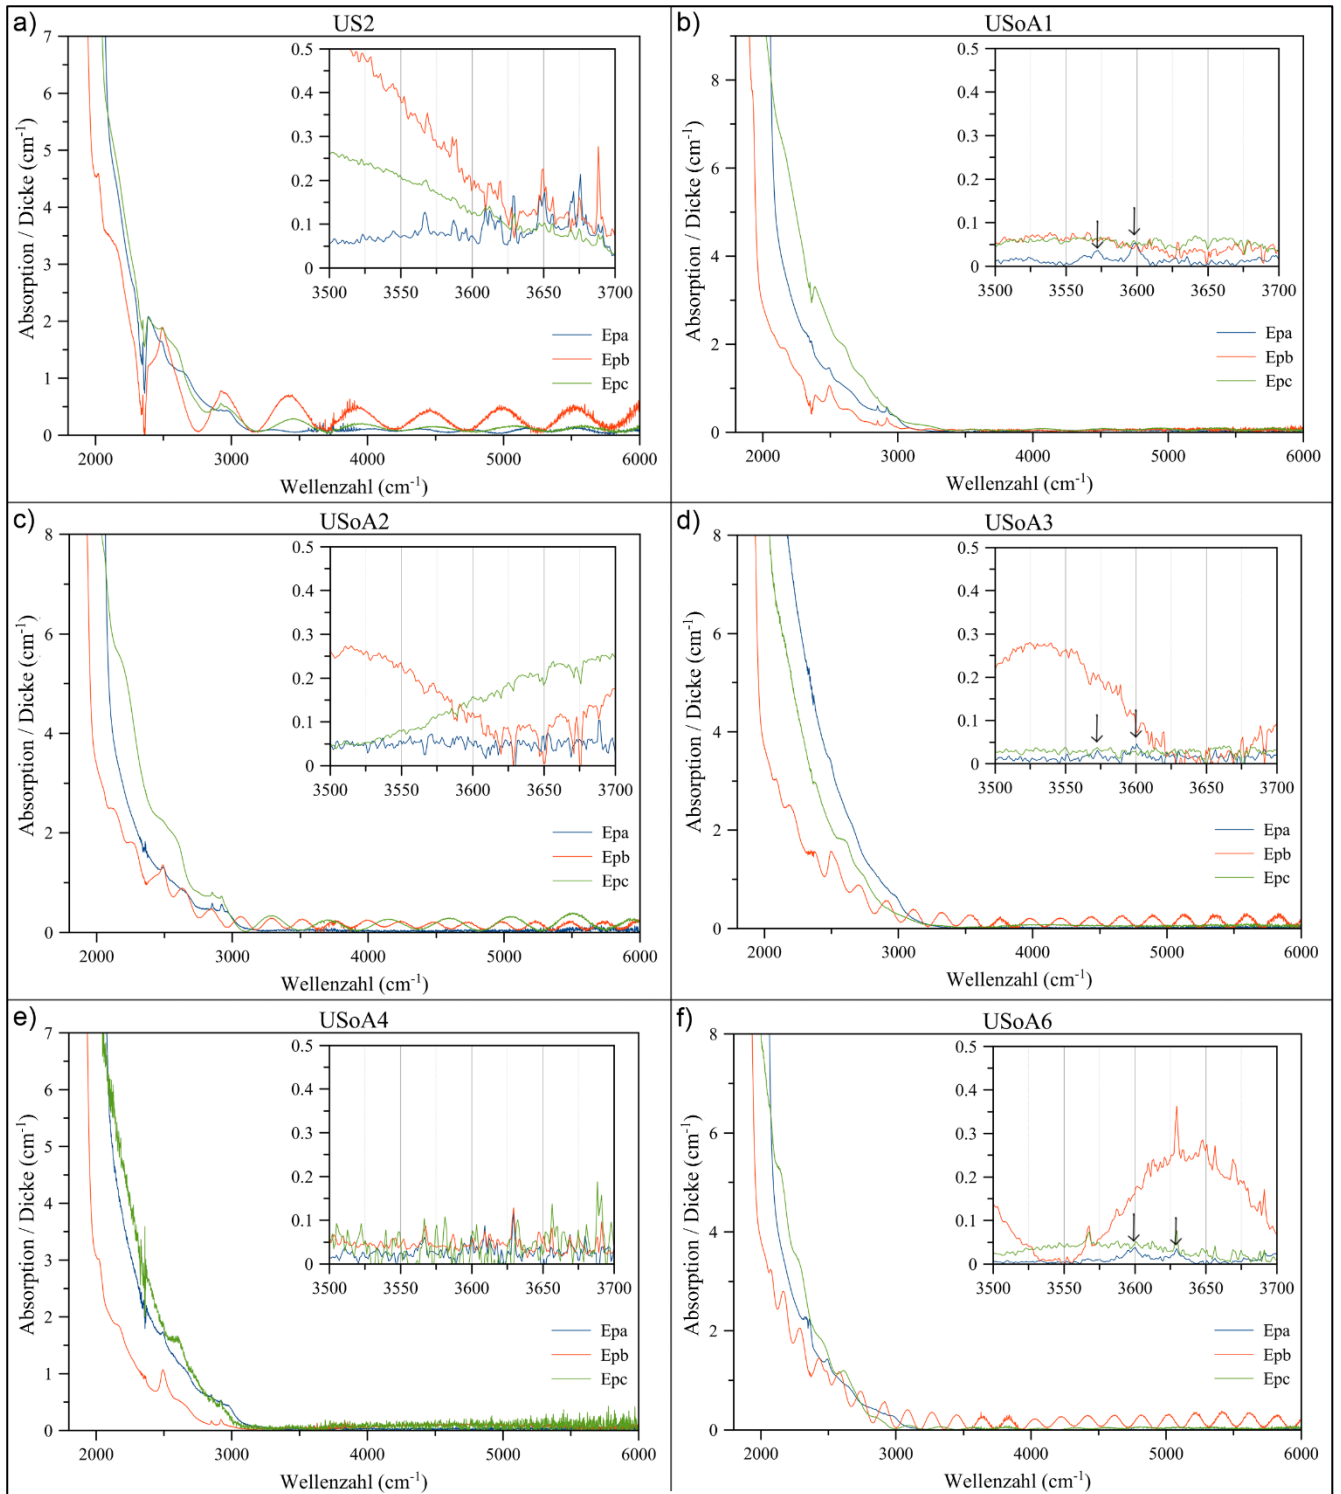 a) US2
Absorption / Dicke (cm⁻¹)
7
6
5
4
3
2
1
0
2000 3000 4000 5000 6000
Wellenzahl (cm⁻¹)
0.5
0.4
0.3
0.2
0.1
0
3500 3550 3600 3650 3700
Epa
Epb
Epc
b) USoA1
Absorption / Dicke (cm⁻¹)
8
6
4
2
0
2000 3000 4000 5000 6000
Wellenzahl (cm⁻¹)
0.5
0.4
0.3
0.2
0.1
0
3500 3550 3600 3650 3700
Epa
Epb
Epc
c) USoA2
Absorption / Dicke (cm⁻¹)
8
6
4
2
0
2000 3000 4000 5000 6000
Wellenzahl (cm⁻¹)
0.5
0.4
0.3
0.2
0.1
0
3500 3550 3600 3650 3700
Epa
Epb
Epc
d) USoA3
Absorption / Dicke (cm⁻¹)
8
6
4
2
0
2000 3000 4000 5000 6000
Wellenzahl (cm⁻¹)
0.5
0.4
0.3
0.2
0.1
0
3500 3550 3600 3650 3700
Epa
Epb
Epc
e) USoA4
Absorption / Dicke (cm⁻¹)
7
6
5
4
3
2
1
0
2000 3000 4000 5000 6000
Wellenzahl (cm⁻¹)
0.5
0.4
0.3
0.2
0.1
0
3500 3550 3600 3650 3700
Epa
Epb
Epc
f) USoA6
Absorption / Dicke (cm⁻¹)
8
6
4
2
0
2000 3000 4000 5000 6000
Wellenzahl (cm⁻¹)
0.5
0.4
0.3
0.2
0.1
0
3500 3550 3600 3650 3700
Epa
Epb
Epc